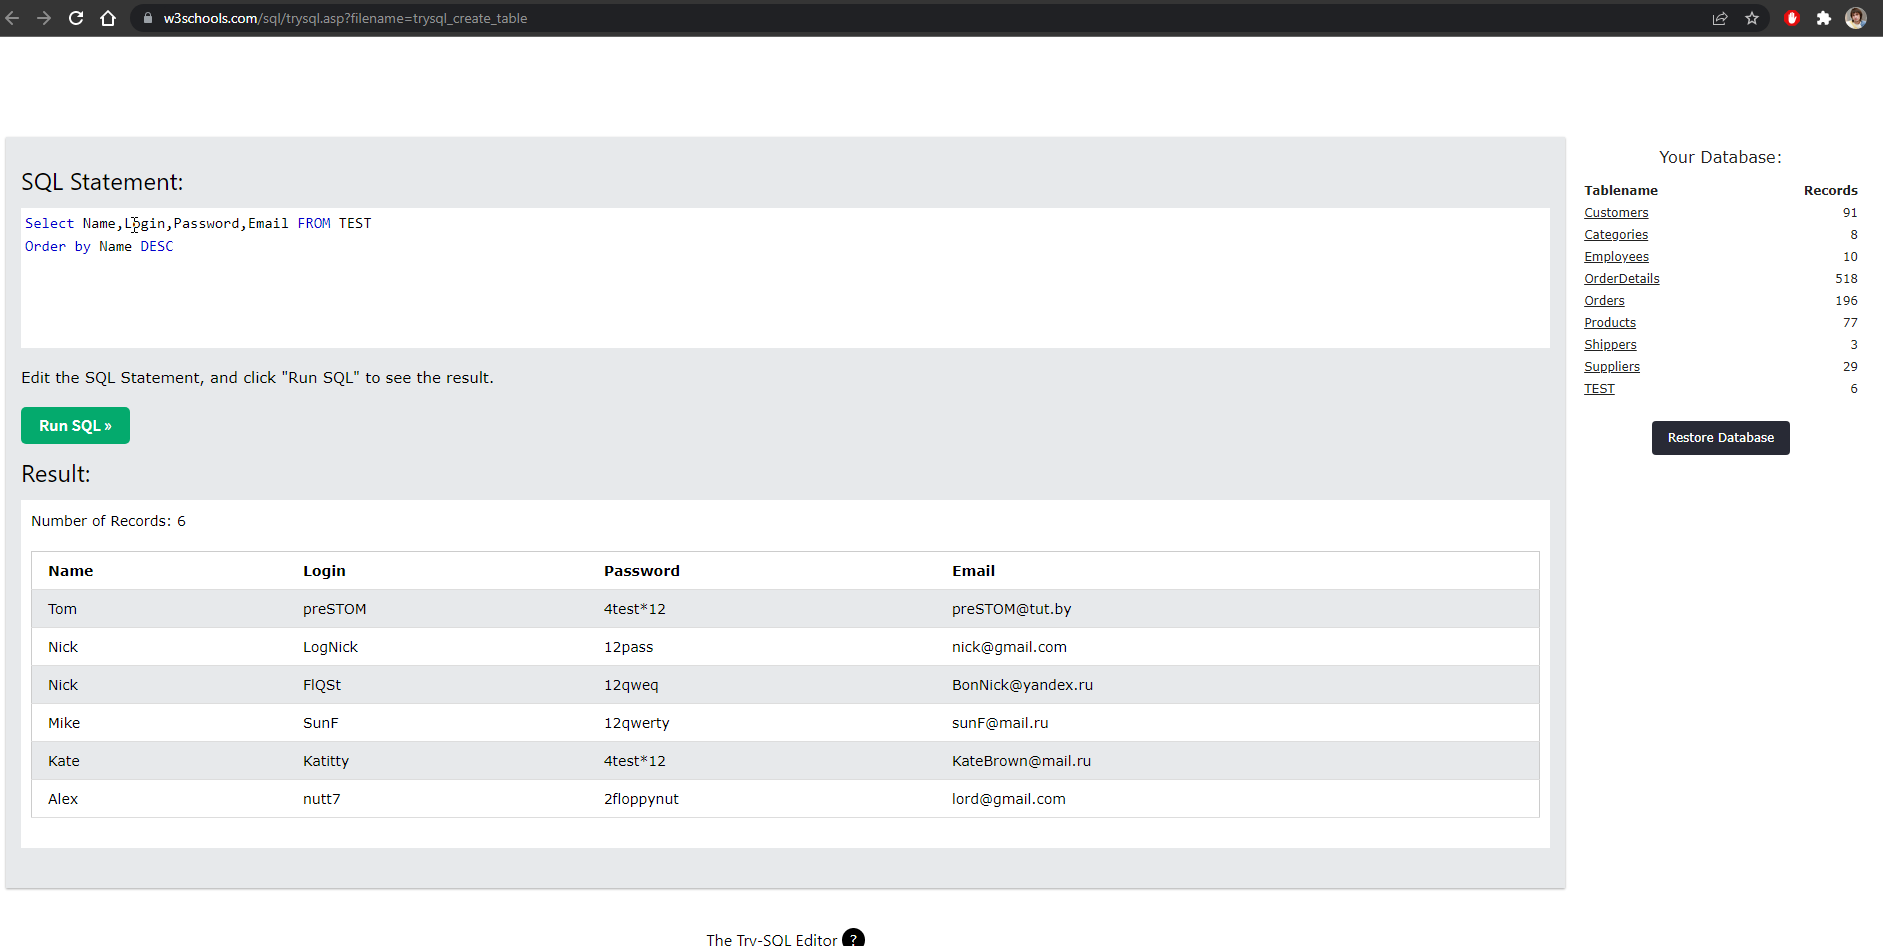 w3schools.com/sql/trysql.asp?filename=trysql_create_table
SQL Statement:
Select Name,Login,Password,Email FROM TEST
Order by Name DESC
Edit the SQL Statement, and click "Run SQL" to see the result.
Run SQL »
Result:
Number of Records: 6
Name Login Password Email
Tom preSTOM 4test*12 preSTOM@tut.by
Nick LogNick 12pass nick@gmail.com
Nick FlQSt 12qweq BonNick@yandex.ru
Mike SunF 12qwerty sunF@mail.ru
Kate Katitty 4test*12 KateBrown@mail.ru
Alex nutt7 2floppynut lord@gmail.com
Your Database:
Tablename Records
Customers 91
Categories 8
Employees 10
OrderDetails 518
Orders 196
Products 77
Shippers 3
Suppliers 29
TEST 6
Restore Database
The Try-SQL Editor ?